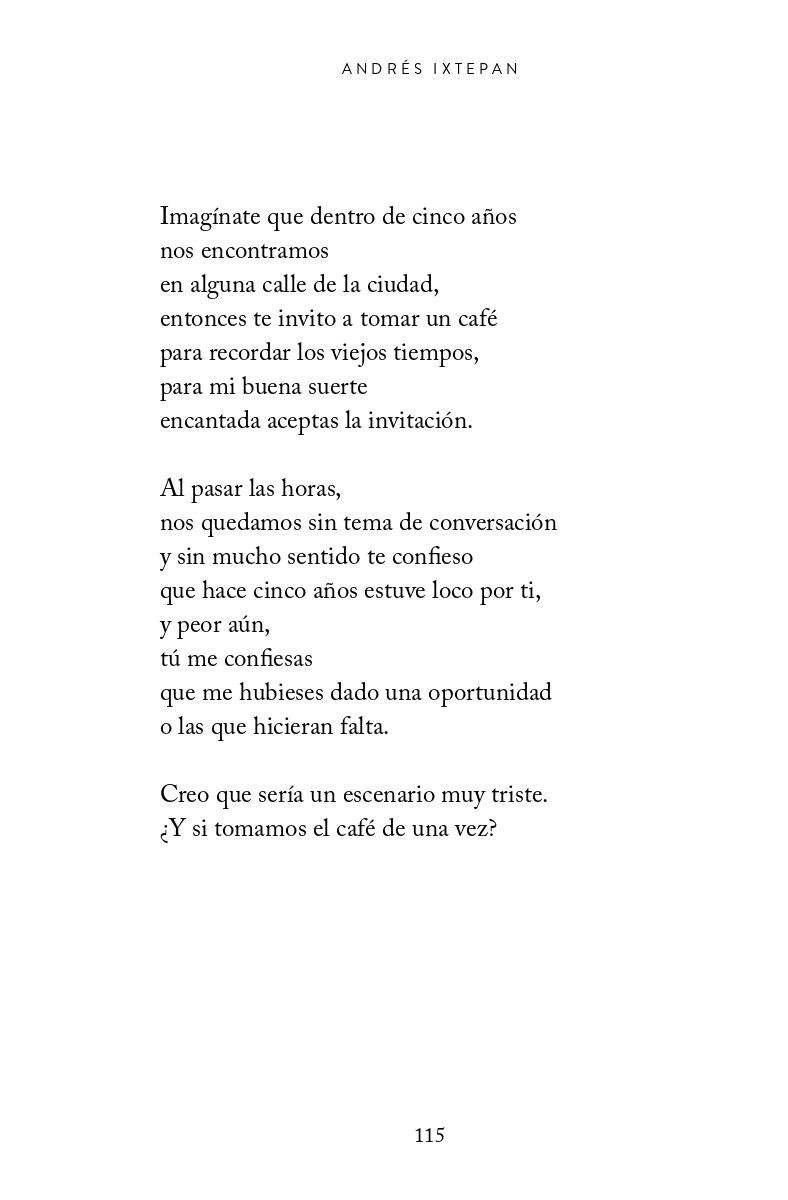 ANDRÉS IXTEPAN
Imagínate que dentro de cinco años
nos encontramos
en alguna calle de la ciudad,
entonces te invito a tomar un café
para recordar los viejos tiempos,
para mi buena suerte
encantada aceptas la invitación.
Al pasar las horas,
nos quedamos sin tema de conversación
y sin mucho sentido te confieso
que hace cinco años estuve loco por ti,
y peor aún,
tú me confiesas
que me hubieses dado una oportunidad
o las que hicieran falta.
Creo que sería un escenario muy triste.
¿Y si tomamos el café de una vez?
115